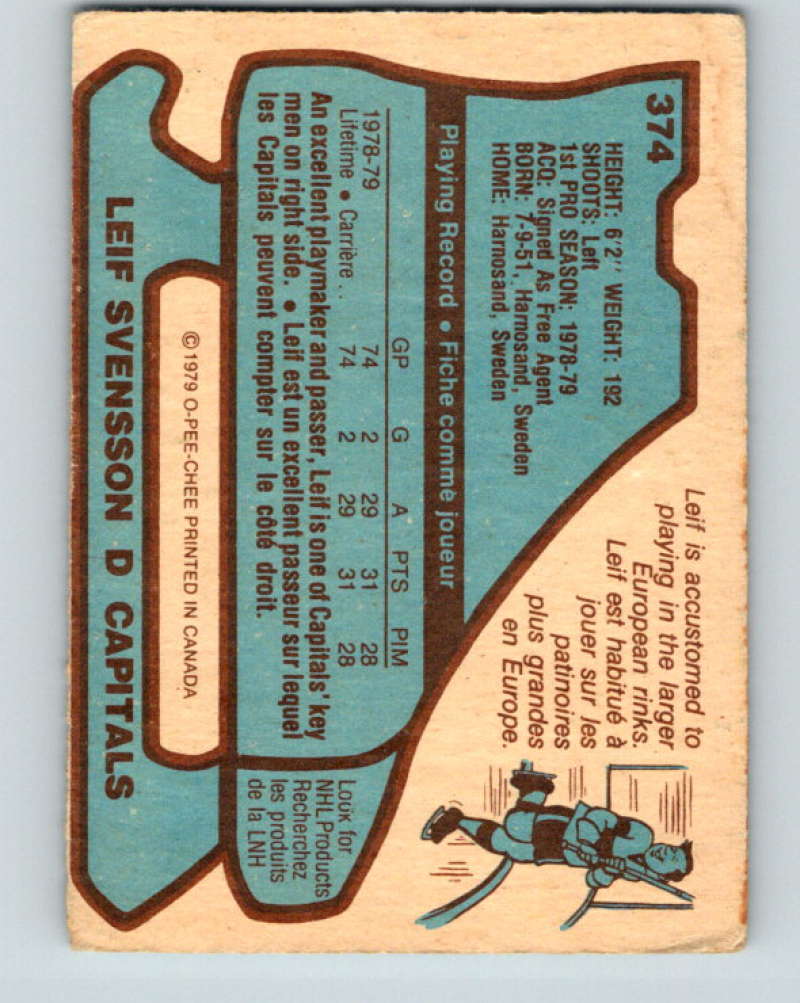 374
HEIGHT: 6'2" WEIGHT: 192
SHOOTS: Left
1st PRO SEASON: 1978-79
ACQ: Signed As Free Agent
BORN: 7-9-51, Harnosand, Sweden
HOME: Harnosand, Sweden
Leif is accustomed to
playing in the larger
European rinks.
Leif est habitué à
jouer sur les
patinoires
plus grandes
en Europe.
Playing Record • Fiche comme joueur
GP G A PTS PIM
1978-79 74 2 29 31 28
Lifetime • Carrière .. 74 2 29 31 28
An excellent playmaker and passer, Leif is one of Capitals' key
men on right side. • Leif est un excellent passeur sur lequel
les Capitals peuvent compter sur le côté droit.
Look for
NHL Products
Recherchez
les produits
de la LNH
©1979 O-PEE-CHEE PRINTED IN CANADA
LEIF SVENSSON D CAPITALS